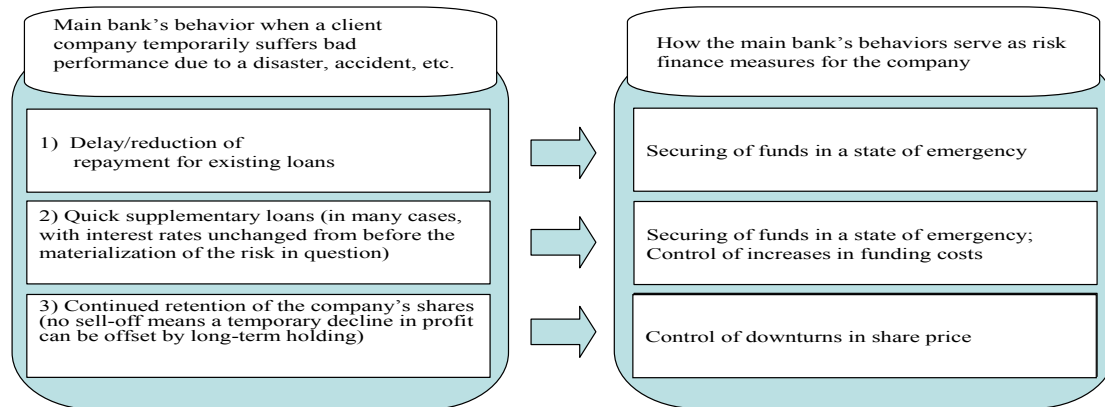 Main bank's behavior when a client
company temporarily suffers bad
performance due to a disaster, accident, etc.
How the main bank's behaviors serve as risk
finance measures for the company
1) Delay/reduction of
repayment for existing loans
Securing of funds in a state of emergency
2) Quick supplementary loans (in many cases,
with interest rates unchanged from before the
materialization of the risk in question)
Securing of funds in a state of emergency;
Control of increases in funding costs
3) Continued retention of the company's shares
(no sell-off means a temporary decline in profit
can be offset by long-term holding)
Control of downturns in share price